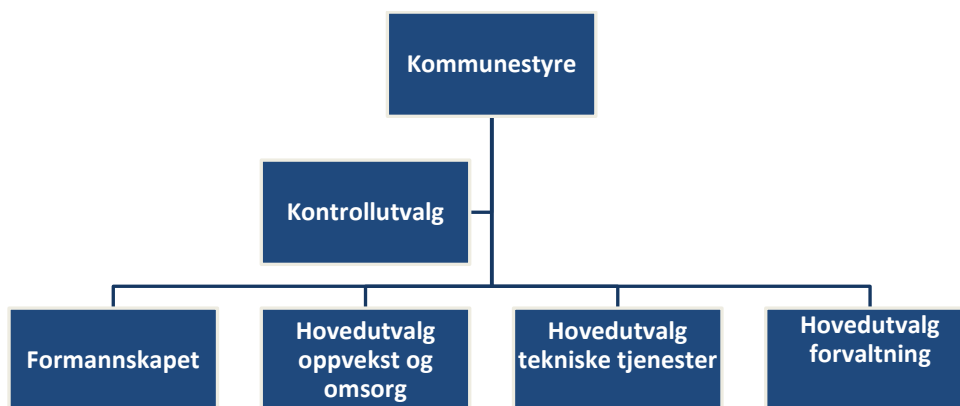 Kommunestyre
Kontrollutvalg
Formannskapet
Hovedutvalg
oppvekst og
omsorg
Hovedutvalg
tekniske tjenester
Hovedutvalg
forvaltning